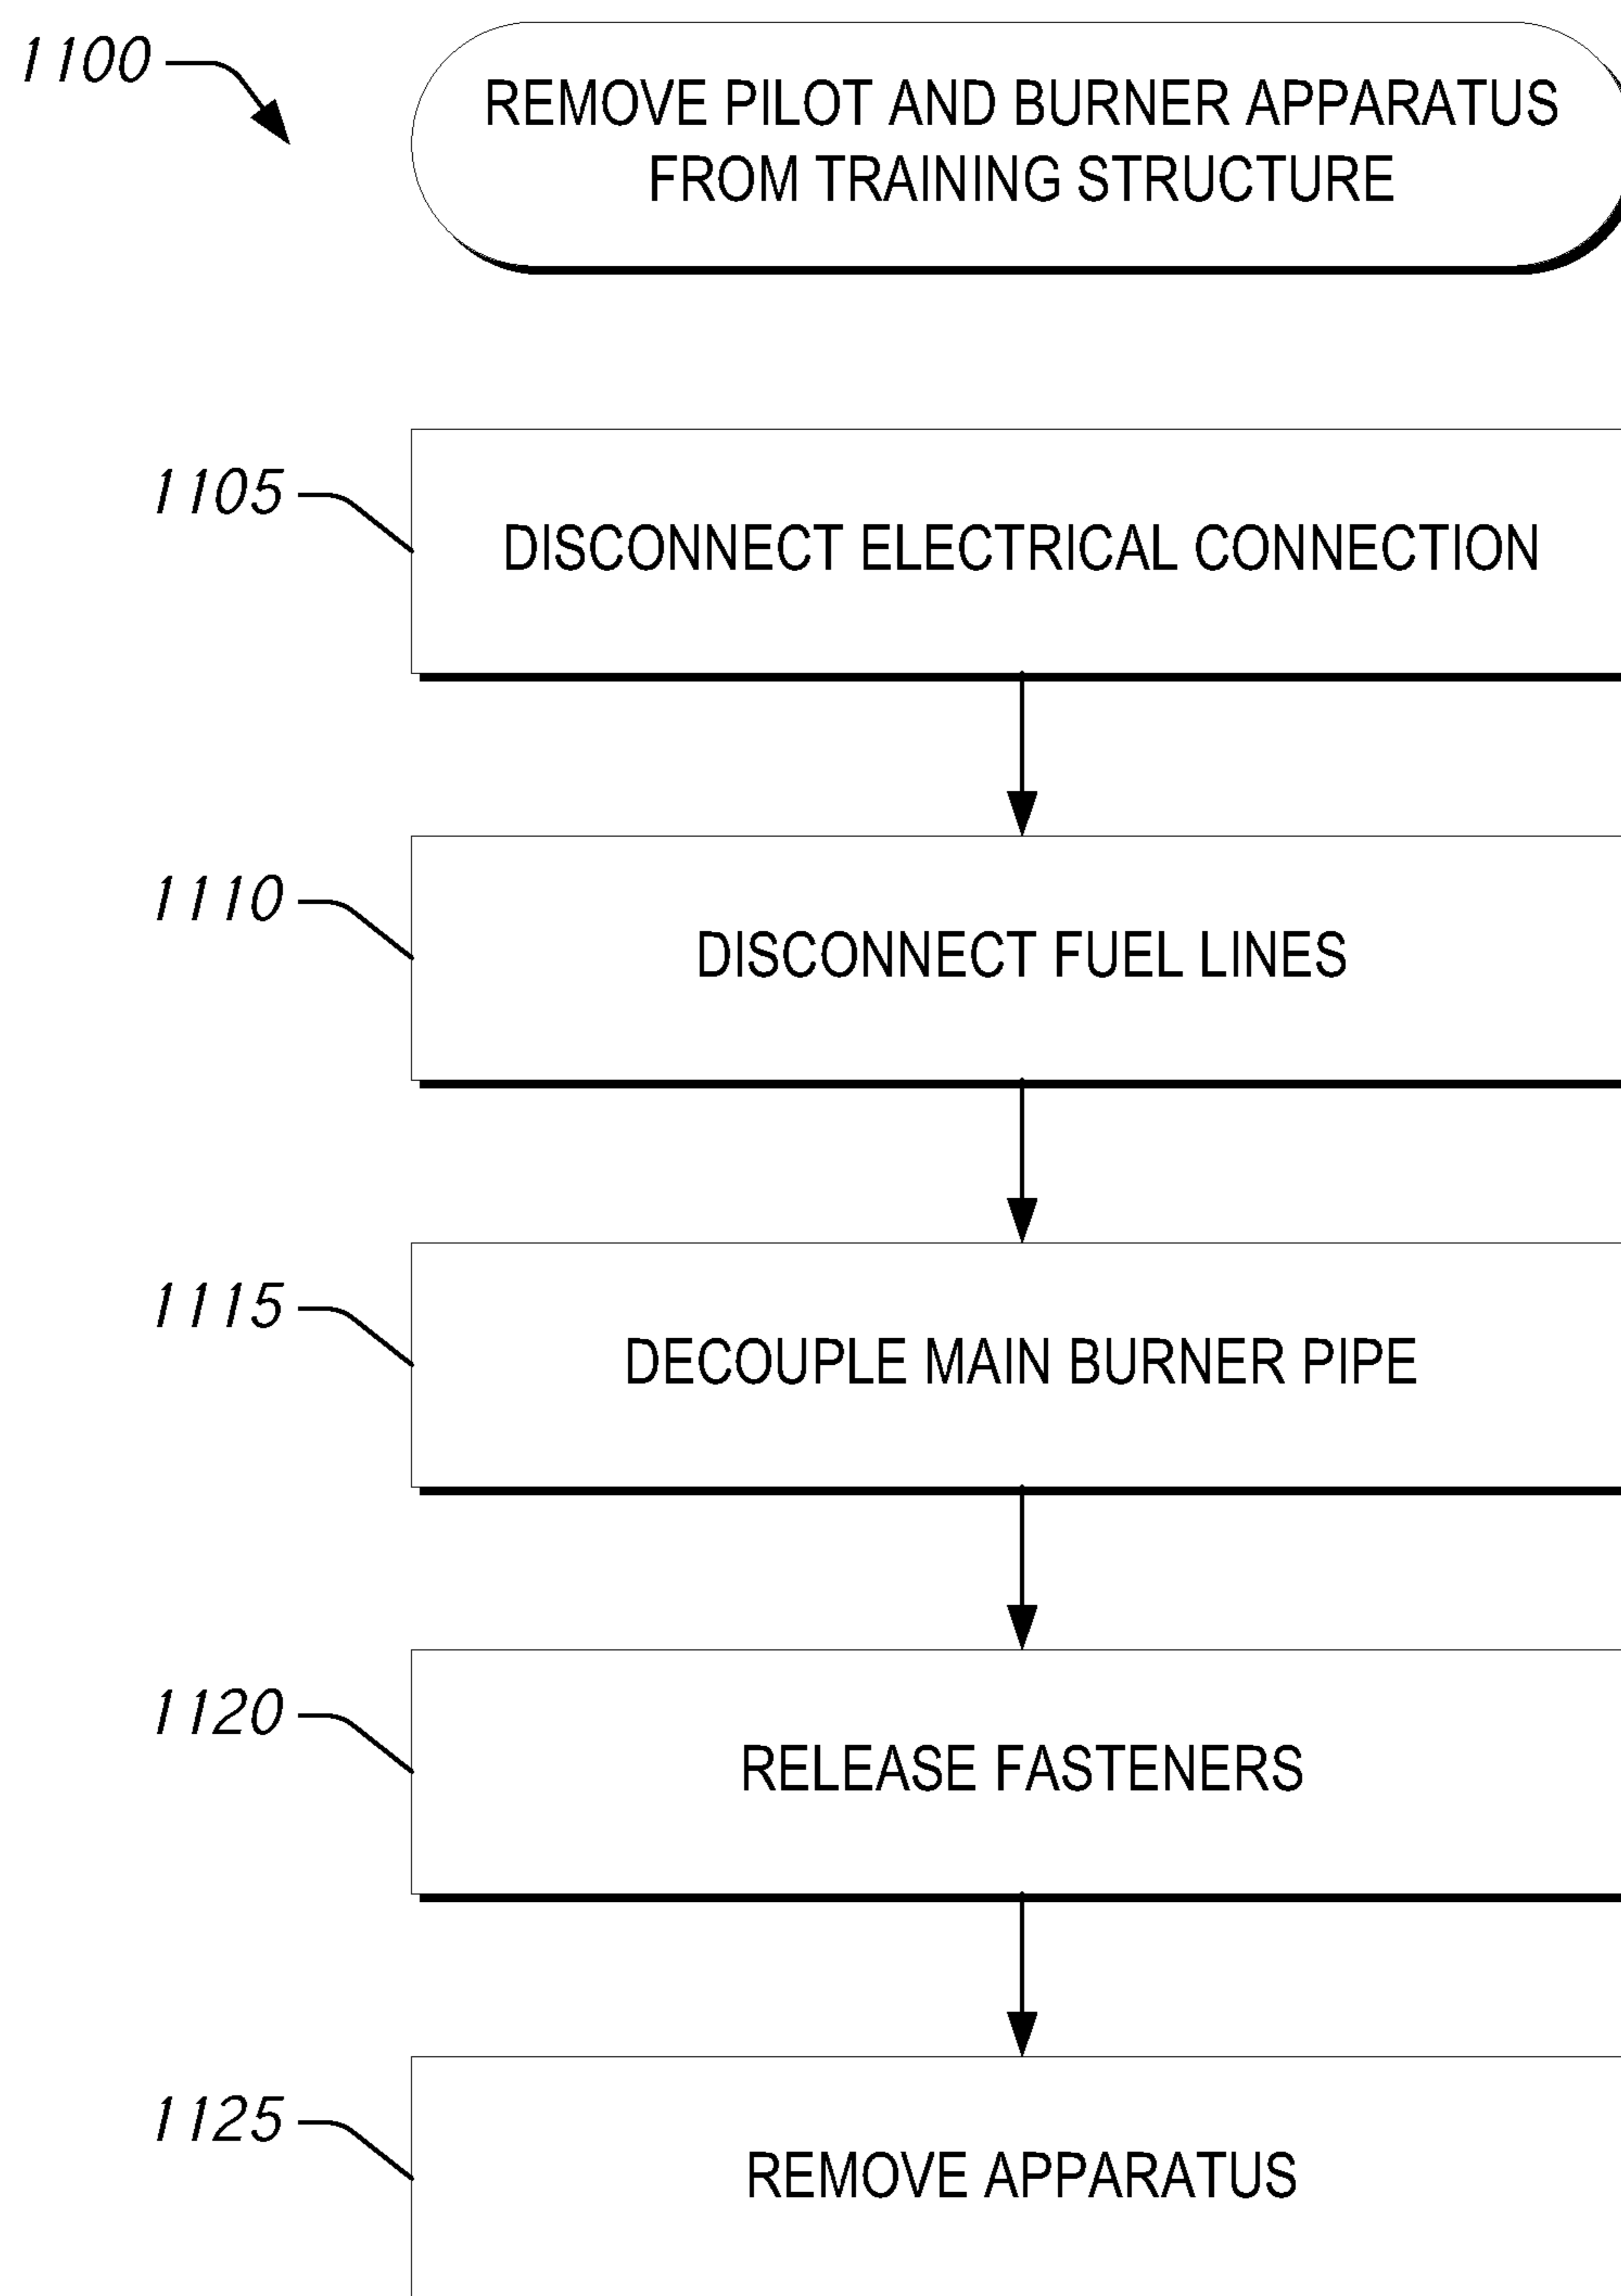 1100
REMOVE PILOT AND BURNER APPARATUS
FROM TRAINING STRUCTURE
1105
DISCONNECT ELECTRICAL CONNECTION
1110
DISCONNECT FUEL LINES
1115
DECOUPLE MAIN BURNER PIPE
1120
RELEASE FASTENERS
1125
REMOVE APPARATUS